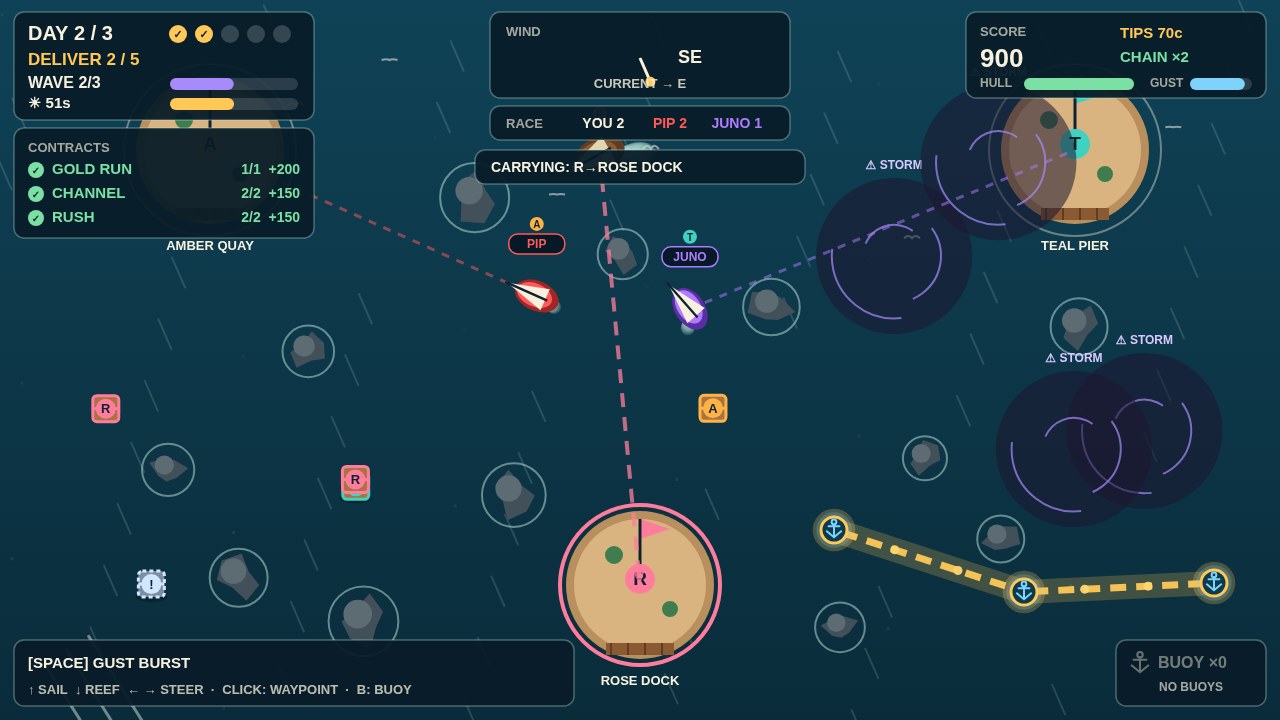 DAY 2 / 3
DELIVER 2 / 5
WAVE 2/3
☀ 51s
CONTRACTS
GOLD RUN 1/1 +200
CHANNEL 2/2 +150
RUSH 2/2 +150
A
AMBER QUAY
WIND
SE
CURRENT → E
RACE YOU 2 PIP 2 JUNO 1
CARRYING: R→ROSE DOCK
SCORE
900
TIPS 70c
CHAIN ×2
HULL
GUST
T
TEAL PIER
⚠ STORM
A
PIP
T
JUNO
⚠ STORM
⚠ STORM
R
A
R
!
R
ROSE DOCK
[SPACE] GUST BURST
↑ SAIL ↓ REEF ← → STEER · CLICK: WAYPOINT · B: BUOY
BUOY ×0
NO BUOYS